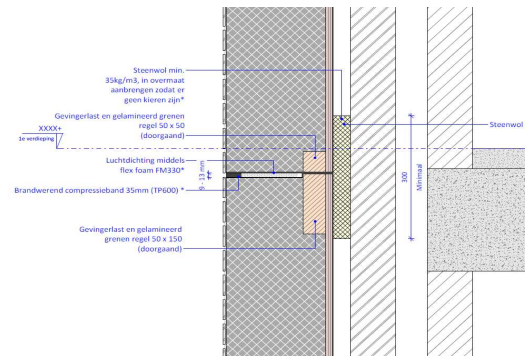 Steenwol min.
35kg/m3, in overmaat
aanbrengen zodat er
geen kieren zijn*
Gevingerlast en gelamineerd grenen
regel 50 x 50
(doorgaand)
XXXX+
1e verdieping
Luchtdichting middels
flex foam FM330*
Brandwerend compressieband 35mm (TP600) *
Gevingerlast en gelamineerd
grenen regel 50 x 150
(doorgaand)
9 - 13 mm
300
Minimaal
Steenwol